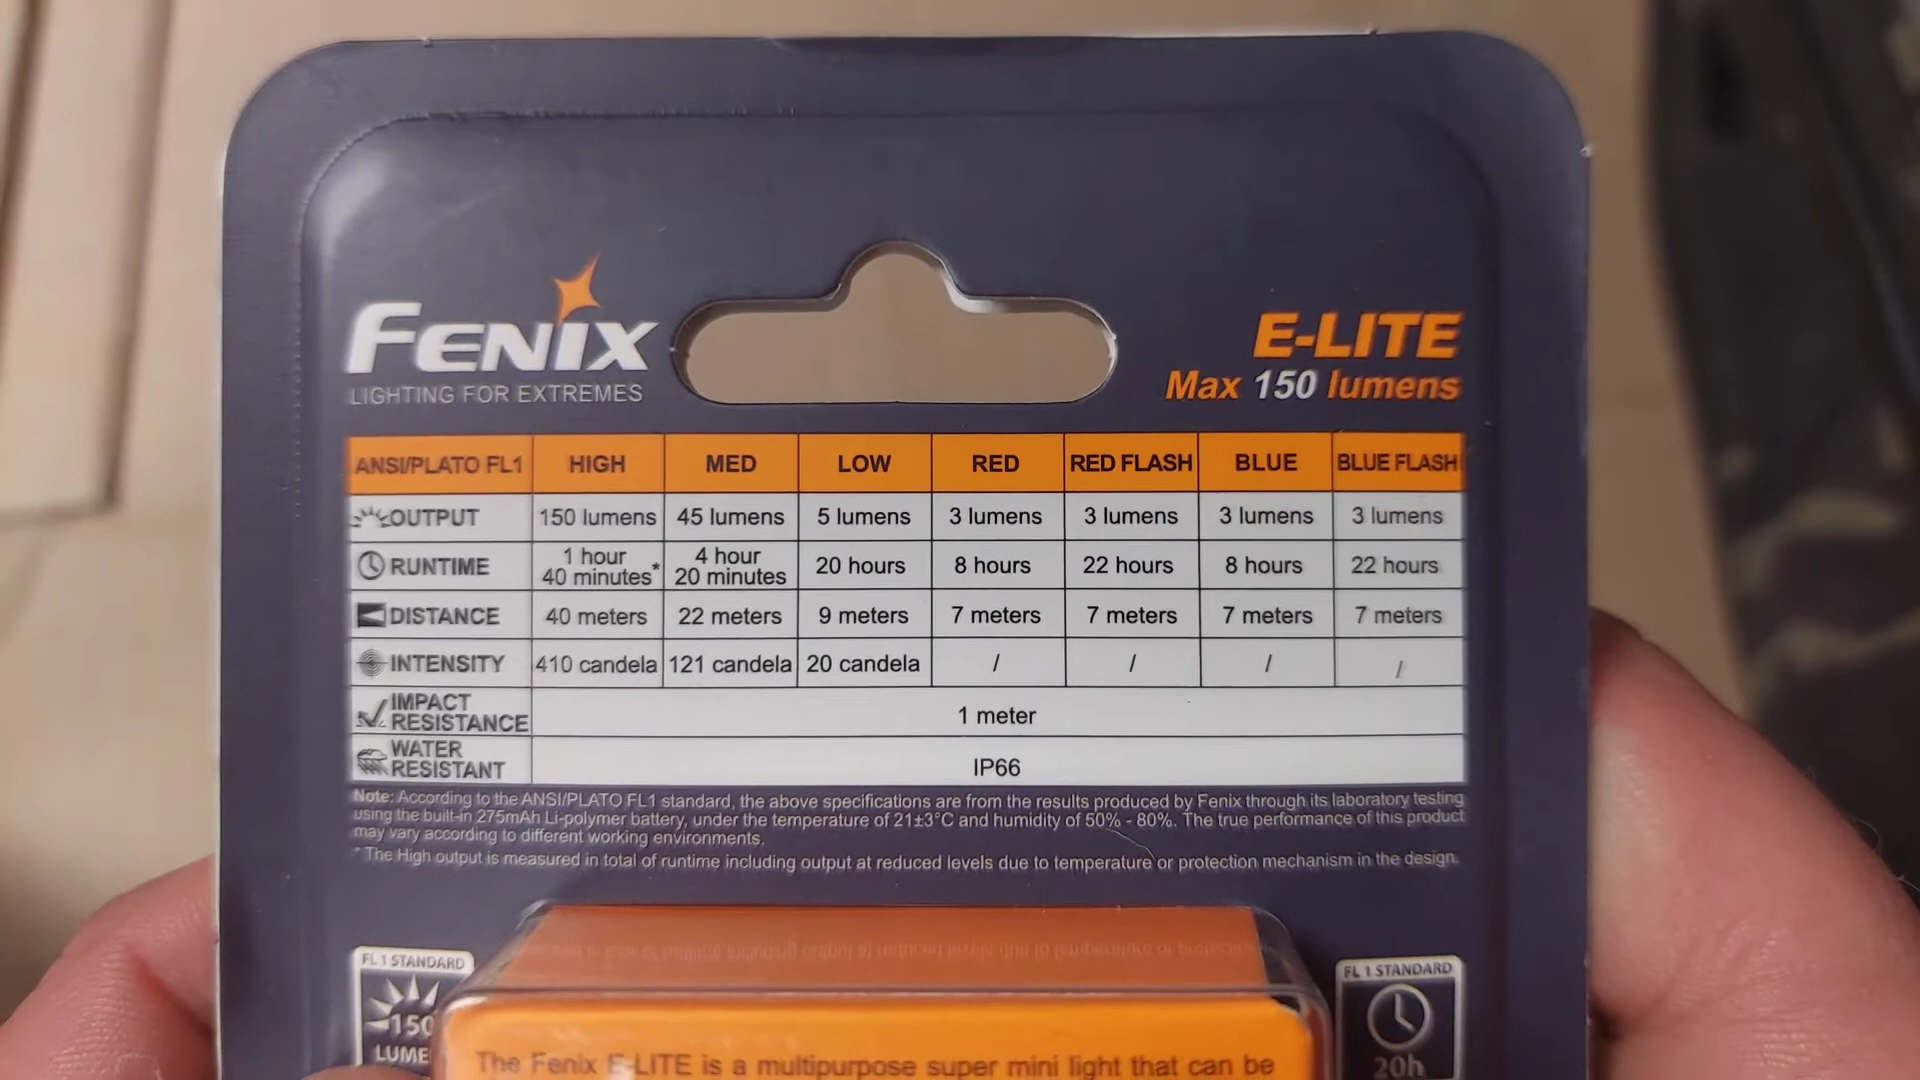 FENIX
LIGHTING FOR EXTREMES
E-LITE
Max 150 lumens
ANSI/PLATO FL1 HIGH MED LOW RED RED FLASH BLUE BLUE FLASH
OUTPUT 150 lumens 45 lumens 5 lumens 3 lumens 3 lumens 3 lumens 3 lumens
RUNTIME 1 hour 40 minutes* 4 hour 20 minutes 20 hours 8 hours 22 hours 8 hours 22 hours
DISTANCE 40 meters 22 meters 9 meters 7 meters 7 meters 7 meters 7 meters
INTENSITY 410 candela 121 candela 20 candela / / / /
IMPACT RESISTANCE 1 meter
WATER RESISTANT IP66
Note: According to the ANSI/PLATO FL1 standard, the above specifications are from the results produced by Fenix through its laboratory testing
using the built-in 275mAh Li-polymer battery, under the temperature of 21±3°C and humidity of 50% - 80%. The true performance of this product
may vary according to different working environments.
* The High output is measured in total of runtime including output at reduced levels due to temperature or protection mechanism in the design.
FL 1 STANDARD
150
LUME
FL 1 STANDARD
20h
The Fenix E-LITE is a multipurpose super mini light that can be